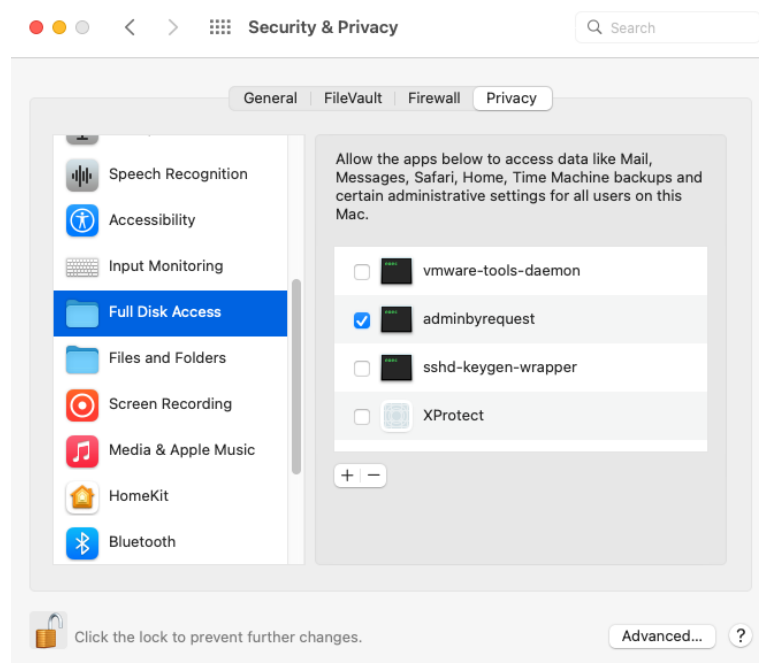 Security & Privacy
Search
General
FileVault
Firewall
Privacy
Speech Recognition
Accessibility
Input Monitoring
Full Disk Access
Files and Folders
Screen Recording
Media & Apple Music
HomeKit
Bluetooth
Allow the apps below to access data like Mail,
Messages, Safari, Home, Time Machine backups and
certain administrative settings for all users on this
Mac.
vmware-tools-daemon
adminbyrequest
sshd-keygen-wrapper
XProtect
+ −
Click the lock to prevent further changes.
Advanced...
?